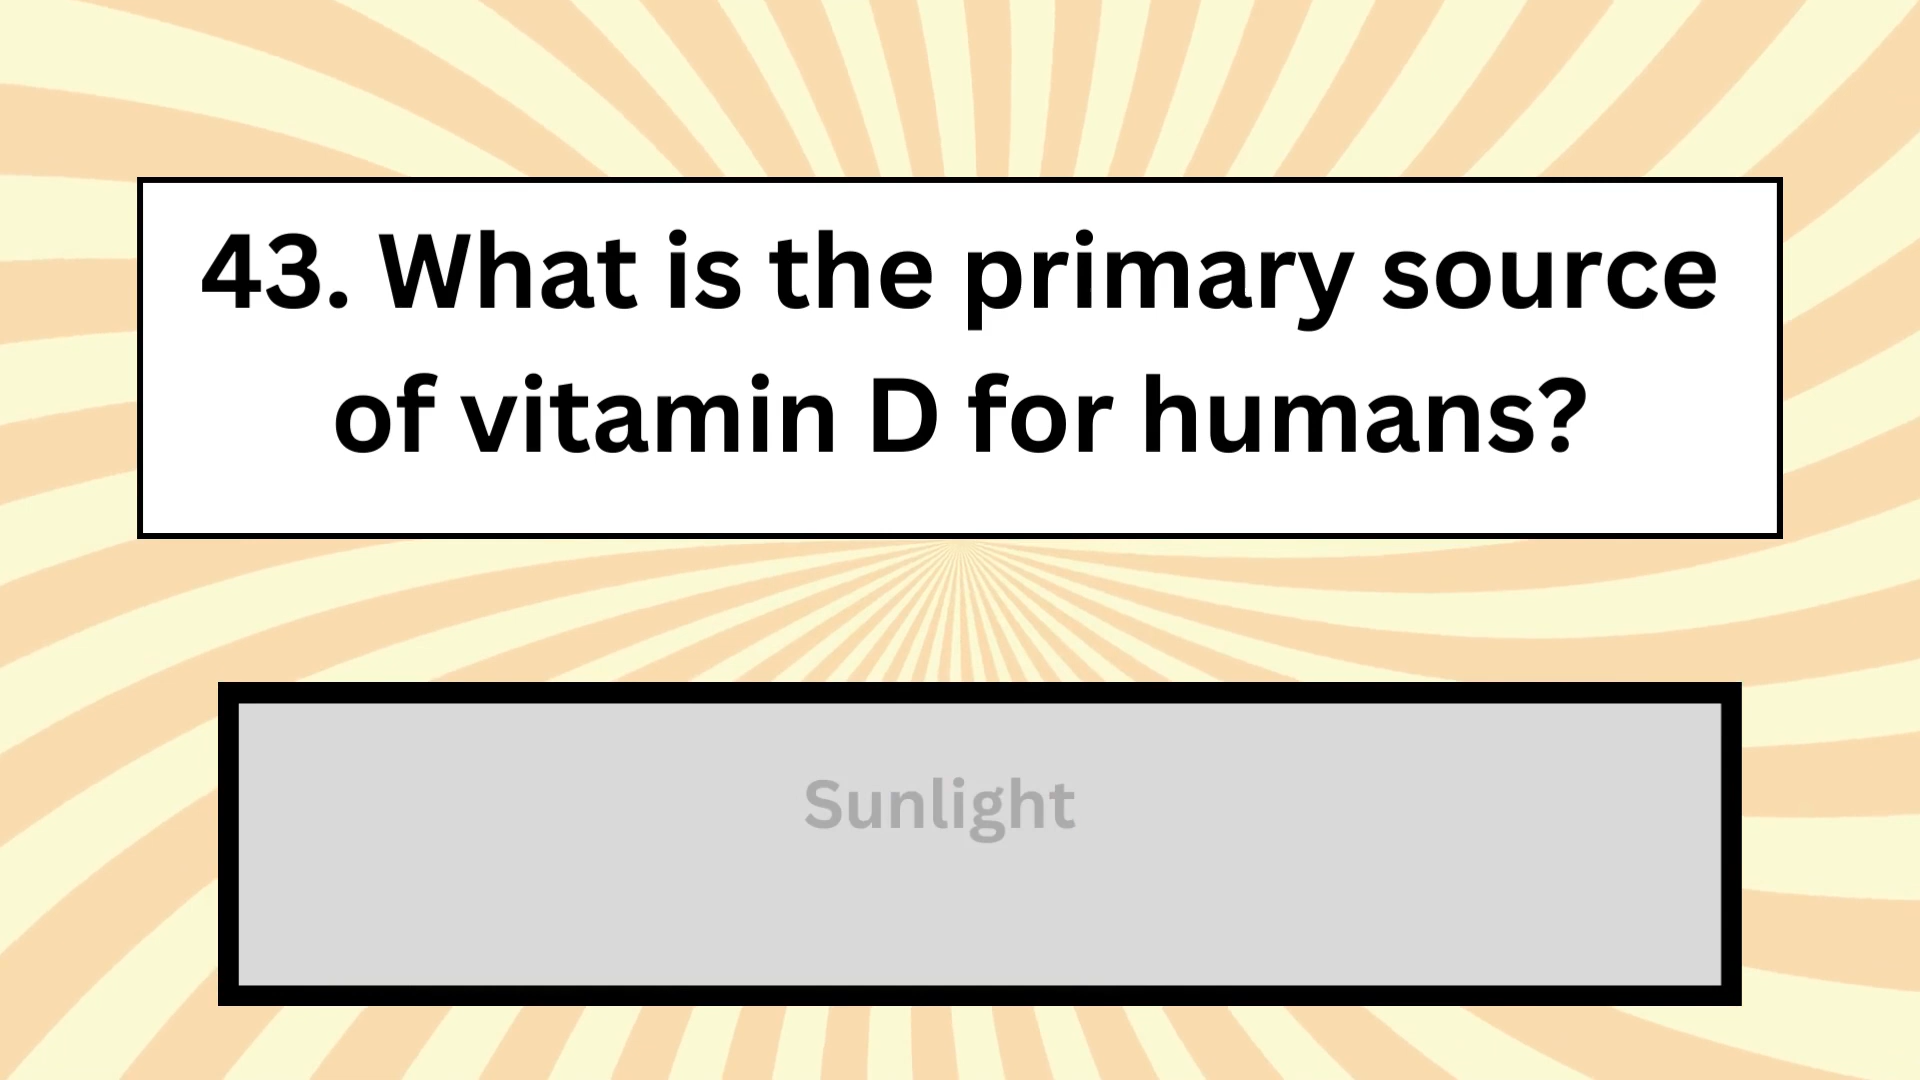 43. What is the primary source
of vitamin D for humans?
Sunlight